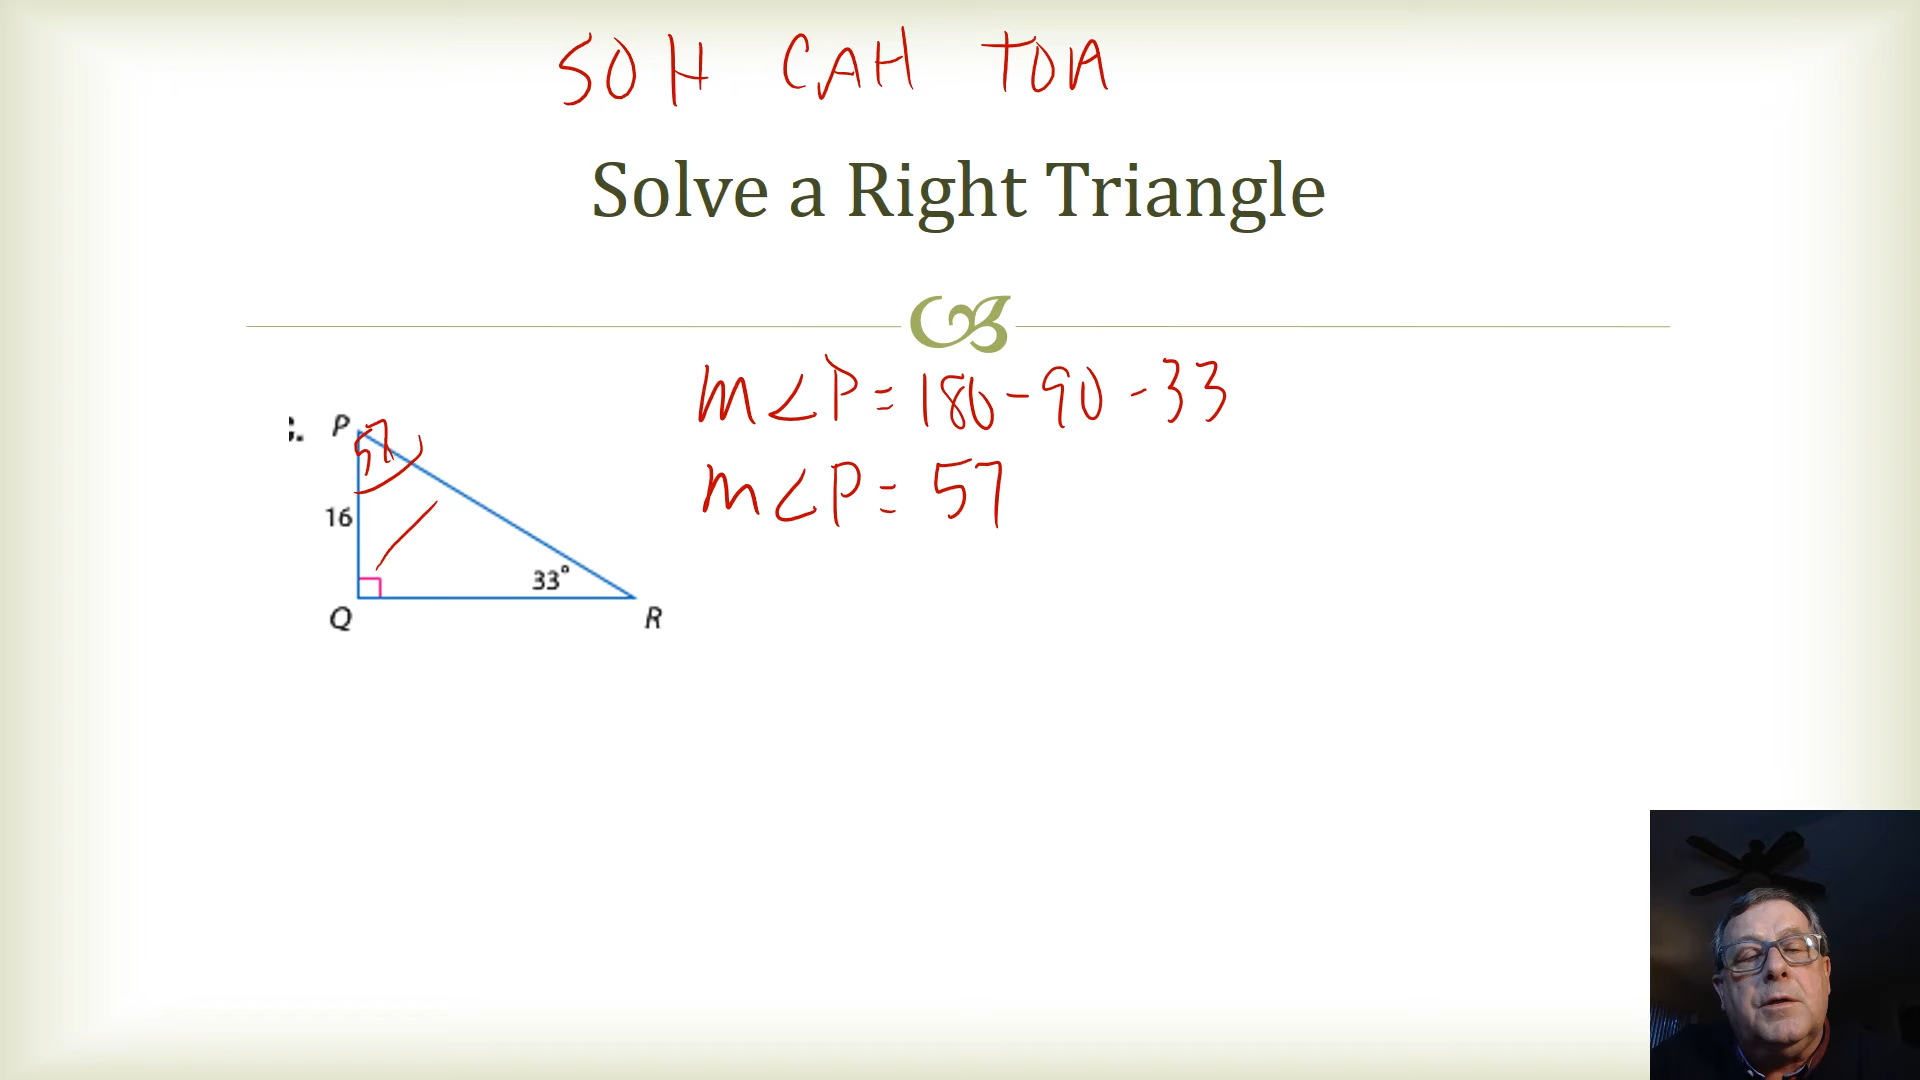 SOH CAH TOA
Solve a Right Triangle
m∠P = 180 - 90 - 33
P
57
m∠P = 57
16
33°
Q
R